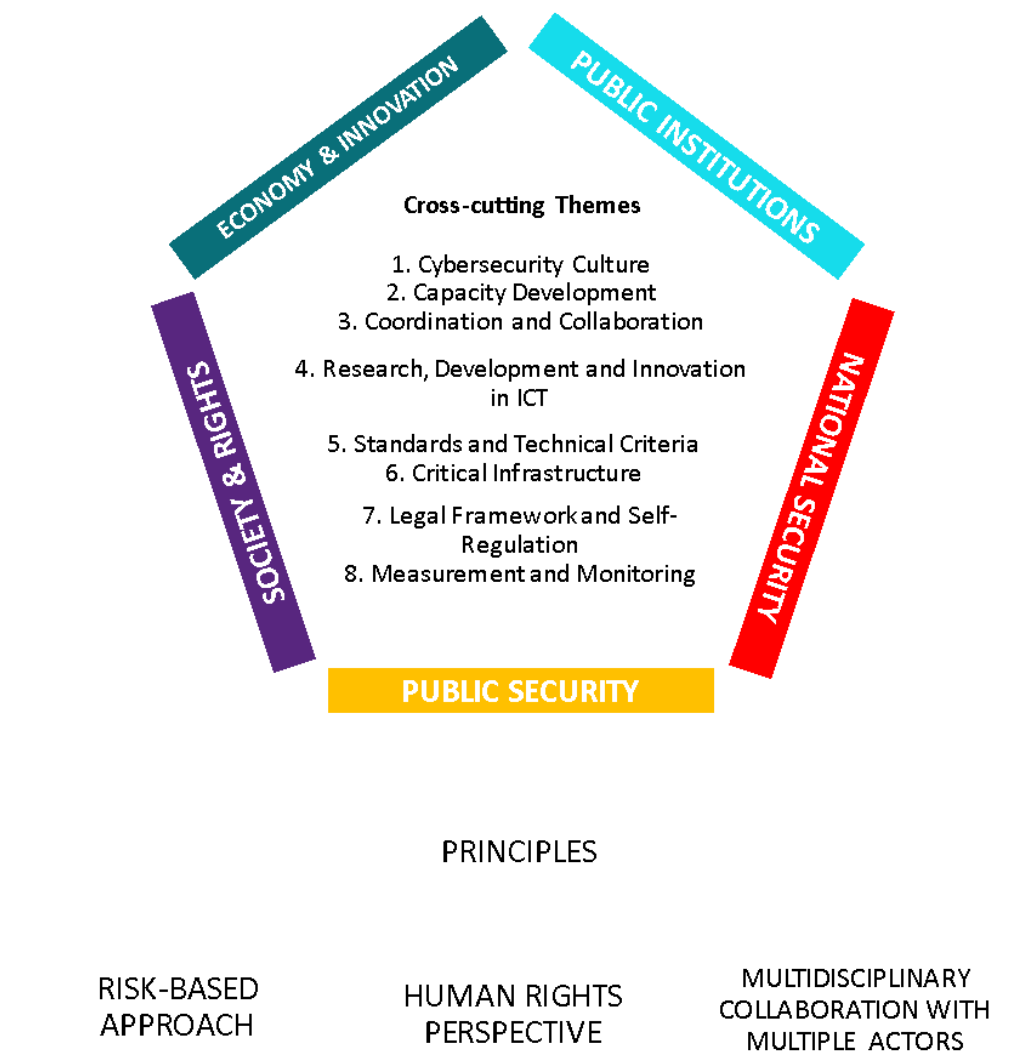 ECONOMY & INNOVATION
PUBLIC INSTITUTIONS
Cross-cutting Themes
1. Cybersecurity Culture
2. Capacity Development
3. Coordination and Collaboration
4. Research, Development and Innovation
in ICT
5. Standards and Technical Criteria
6. Critical Infrastructure
7. Legal Framework and Self-
Regulation
8. Measurement and Monitoring
SOCIETY & RIGHTS
NATIONAL SECURITY
PUBLIC SECURITY
PRINCIPLES
RISK-BASED
APPROACH
HUMAN RIGHTS
PERSPECTIVE
MULTIDISCIPLINARY
COLLABORATION WITH
MULTIPLE ACTORS